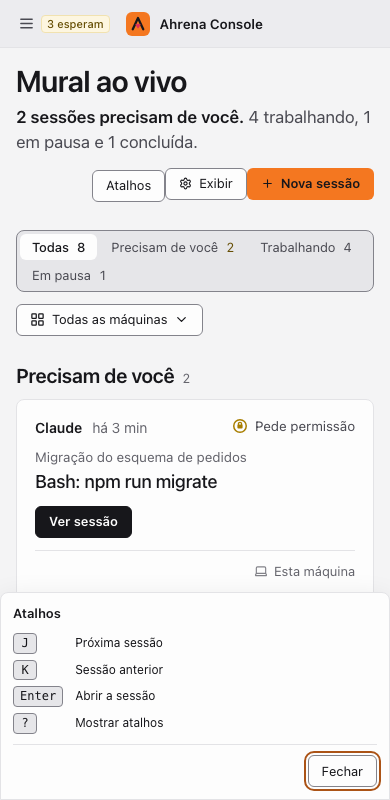 3 esperam
Ahrena Console
Mural ao vivo
2 sessões precisam de você. 4 trabalhando, 1
em pausa e 1 concluída.
Atalhos
Exibir
+ Nova sessão
Todas 8
Precisam de você 2
Trabalhando 4
Em pausa 1
Todas as máquinas
Precisam de você 2
Claude há 3 min
Pede permissão
Migração do esquema de pedidos
Bash: npm run migrate
Ver sessão
Esta máquina
Atalhos
J Próxima sessão
K Sessão anterior
Enter Abrir a sessão
? Mostrar atalhos
Fechar